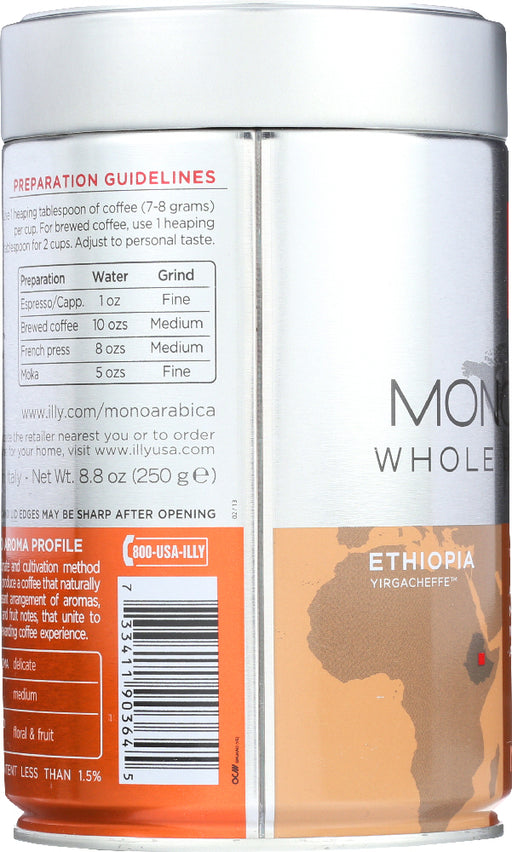 PREPARATION GUIDELINES
Use 1 heaping tablespoon of coffee (7-8 grams)
per cup. For brewed coffee, use 1 heaping
tablespoon for 2 cups. Adjust to personal taste.
Preparation Water Grind
Espresso/Capp. 1 oz Fine
Brewed coffee 10 ozs Medium
French press 8 ozs Medium
Moka 5 ozs Fine
www.illy.com/monoarabica
the retailer nearest you or to order
for your home, visit www.illyusa.com
Italy - Net Wt. 8.8 oz (250 g e)
LID EDGES MAY BE SHARP AFTER OPENING
02/13
AROMA PROFILE
800-USA-ILLY
and cultivation method
produce a coffee that naturally
arrangement of aromas,
and fruit notes, that unite to
coffee experience.
delicate
medium
floral & fruit
LESS THAN 1.5%
7 33411 90364 5
MONO
WHOLE
ETHIOPIA
YIRGACHEFFE™